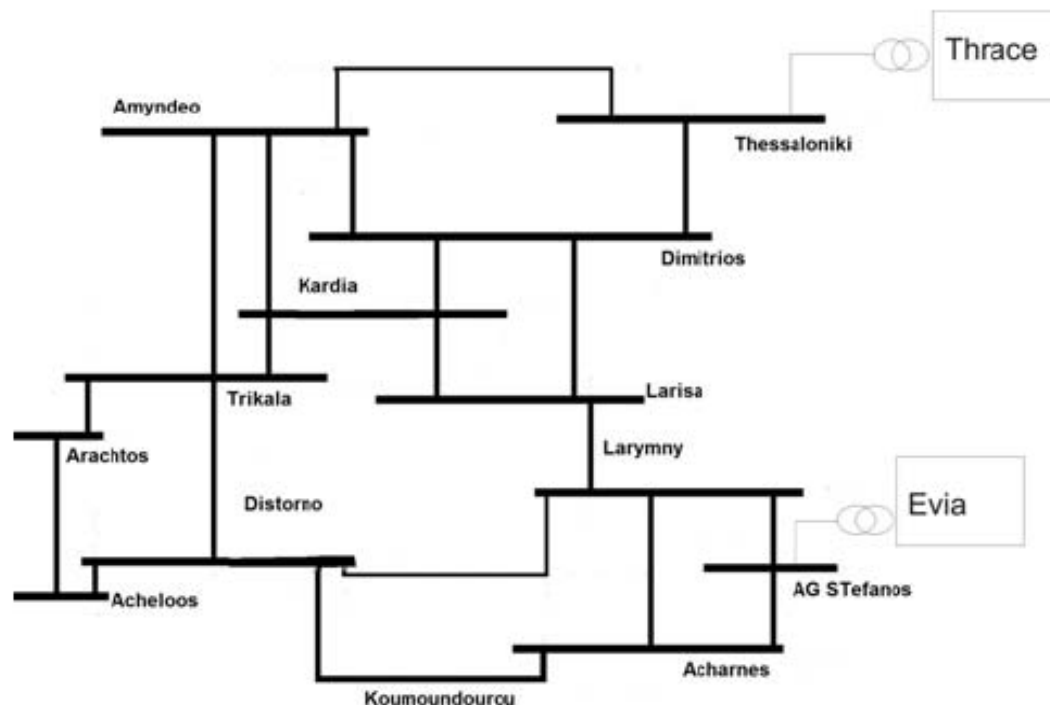 Thrace
Amyndeo
Thessaloniki
Dimitrios
Kardia
Trikala
Larisa
Arachtos
Larymny
Distorno
Evia
Acheloos
AG STefanos
Acharnes
Koumoundourou